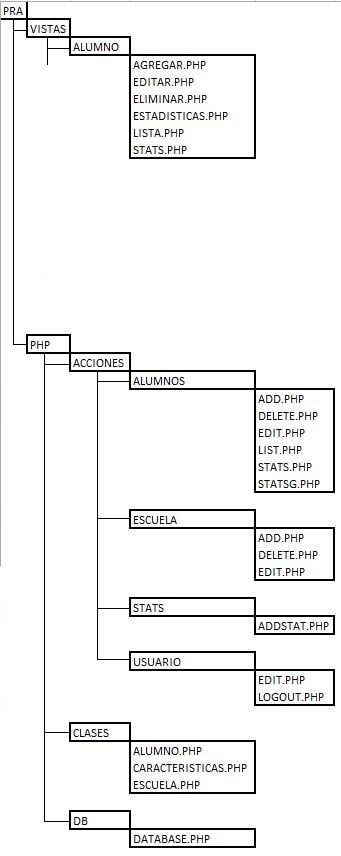 PRA
VISTAS
ALUMNO
AGREGAR.PHP
EDITAR.PHP
ELIMINAR.PHP
ESTADISTICAS.PHP
LISTA.PHP
STATS.PHP
PHP
ACCIONES
ALUMNOS
ADD.PHP
DELETE.PHP
EDIT.PHP
LIST.PHP
STATS.PHP
STATSG.PHP
ESCUELA
ADD.PHP
DELETE.PHP
EDIT.PHP
STATS
ADDSTAT.PHP
USUARIO
EDIT.PHP
LOGOUT.PHP
CLASES
ALUMNO.PHP
CARACTERISTICAS.PHP
ESCUELA.PHP
DB
DATABASE.PHP